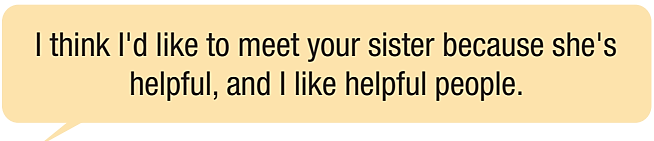 I think I'd like to meet your sister because she's
helpful, and I like helpful people.